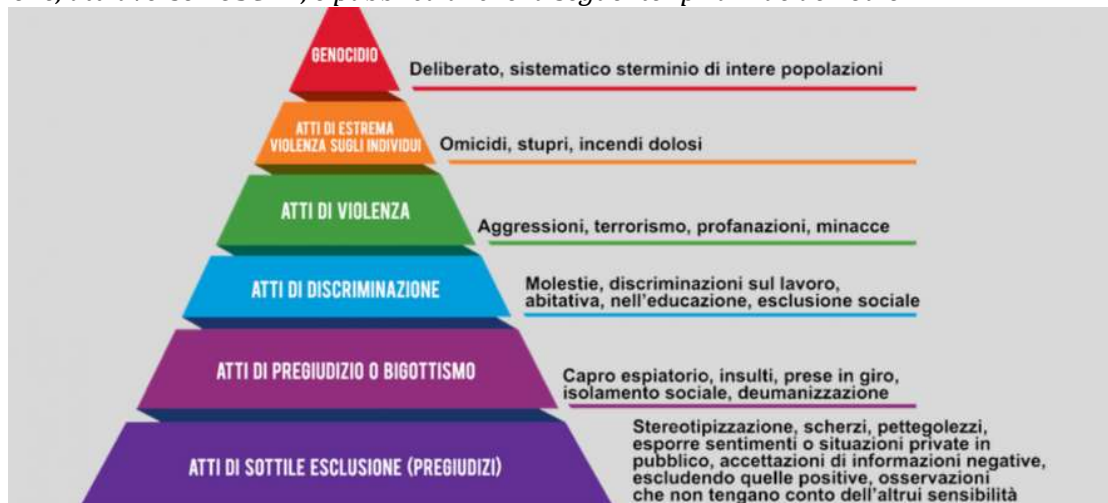 GENOCIDIO
Deliberato, sistematico sterminio di intere popolazioni
ATTI DI ESTREMA
VIOLENZA SUGLI INDIVIDUI
Omicidi, stupri, incendi dolosi
ATTI DI VIOLENZA
Aggressioni, terrorismo, profanazioni, minacce
ATTI DI DISCRIMINAZIONE
Molestie, discriminazioni sul lavoro,
abitativa, nell'educazione, esclusione sociale
ATTI DI PREGIUDIZIO O BIGOTTISMO
Capro espiatorio, insulti, prese in giro,
isolamento sociale, deumanizzazione
ATTI DI SOTTILE ESCLUSIONE (PREGIUDIZI)
Stereotipizzazione, scherzi, pettegolezzi,
esporre sentimenti o situazioni private in
pubblico, accettazioni di informazioni negative,
escludendo quelle positive, osservazioni
che non tengano conto dell'altrui sensibilità